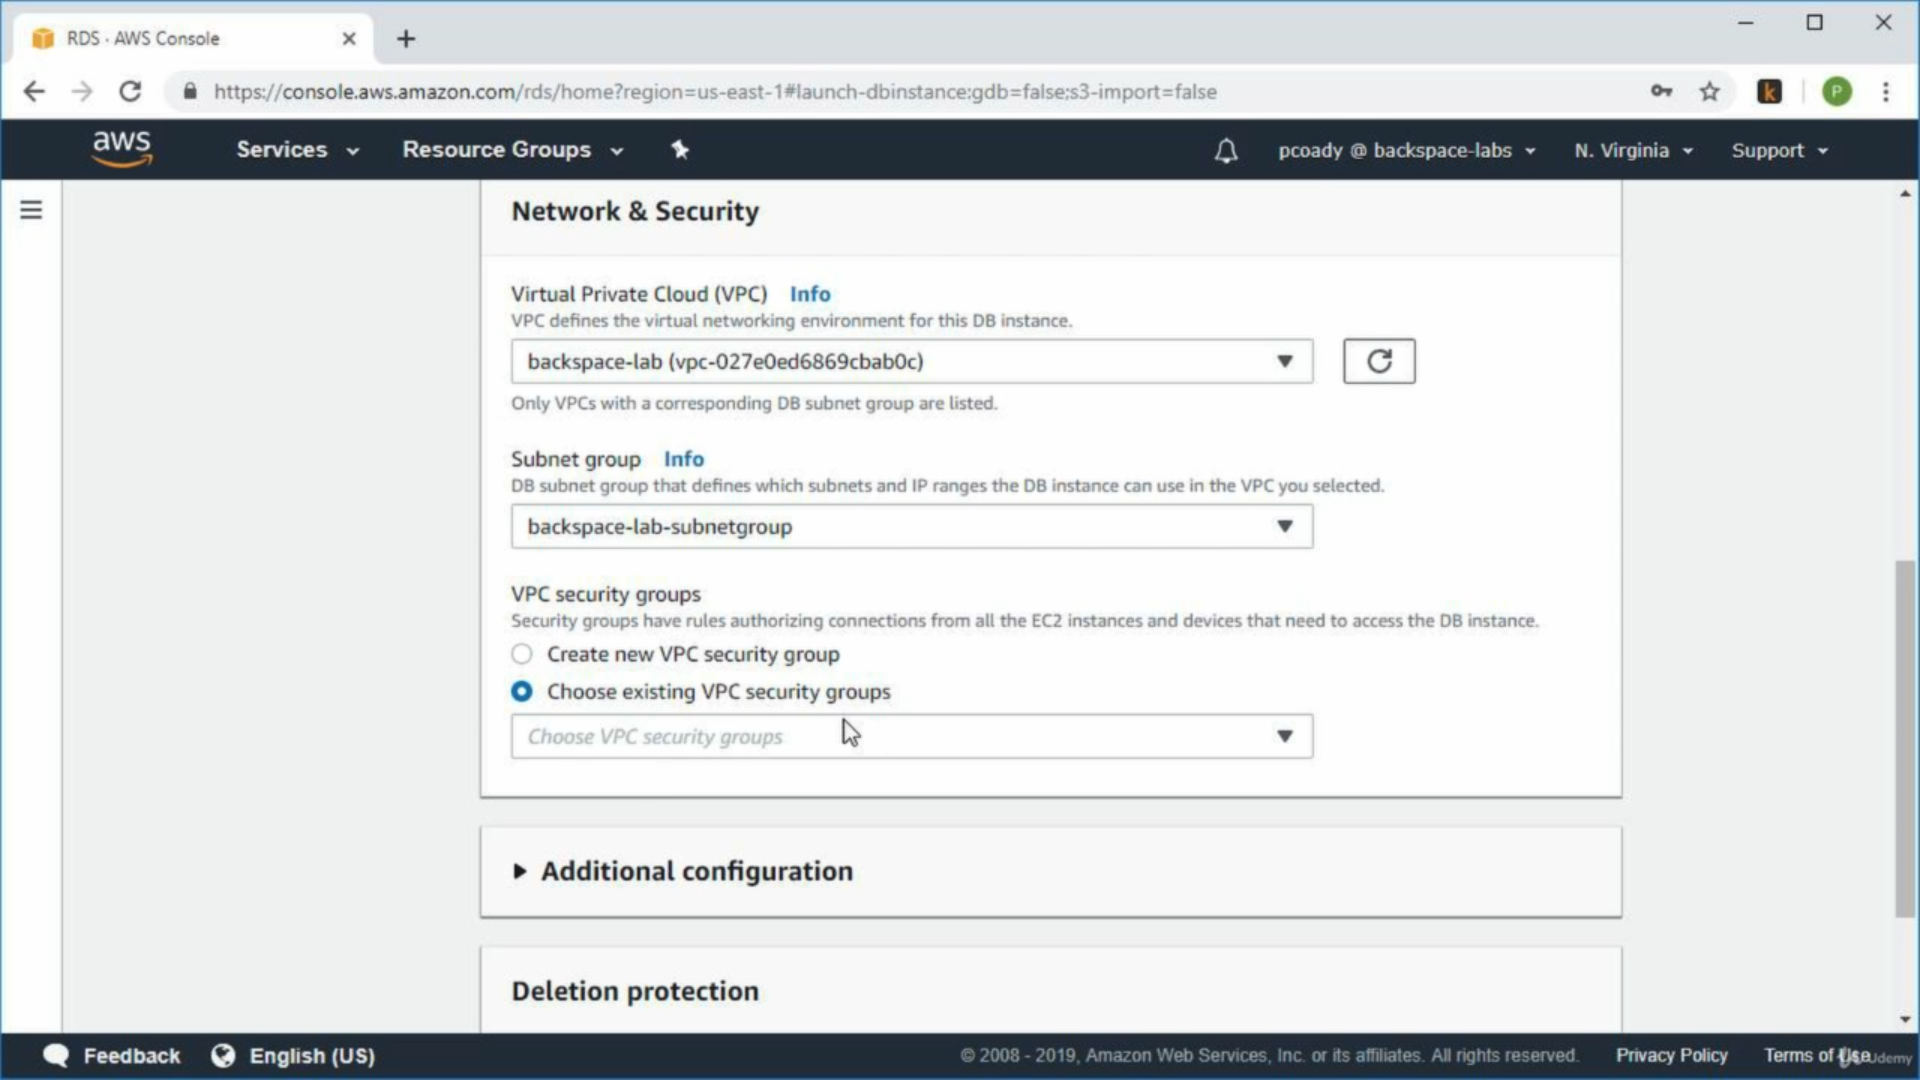 RDS · AWS Console
https://console.aws.amazon.com/rds/home?region=us-east-1#launch-dbinstance:gdb=false;s3-import=false
k
P
aws
Services
Resource Groups
pcoady @ backspace-labs
N. Virginia
Support
Network & Security
Virtual Private Cloud (VPC) Info
VPC defines the virtual networking environment for this DB instance.
backspace-lab (vpc-027e0ed6869cbab0c)
Only VPCs with a corresponding DB subnet group are listed.
Subnet group Info
DB subnet group that defines which subnets and IP ranges the DB instance can use in the VPC you selected.
backspace-lab-subnetgroup
VPC security groups
Security groups have rules authorizing connections from all the EC2 instances and devices that need to access the DB instance.
Create new VPC security group
Choose existing VPC security groups
Choose VPC security groups
Additional configuration
Deletion protection
Feedback
English (US)
© 2008 - 2019, Amazon Web Services, Inc. or its affiliates. All rights reserved.
Privacy Policy
Terms of Use
Udemy